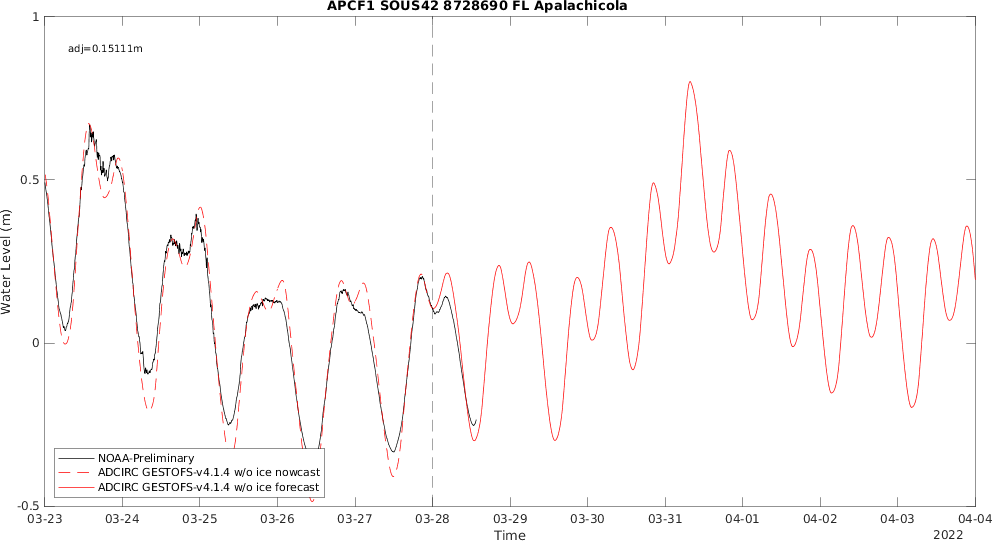 APCF1 SOUS42 8728690 FL Apalachicola
adj=0.15111m
1
0.5
0
-0.5
Water Level (m)
NOAA-Preliminary
ADCIRC GESTOFS-v4.1.4 w/o ice nowcast
ADCIRC GESTOFS-v4.1.4 w/o ice forecast
03-23 03-24 03-25 03-26 03-27 03-28 03-29 03-30 03-31 04-01 04-02 04-03 04-04
Time
2022